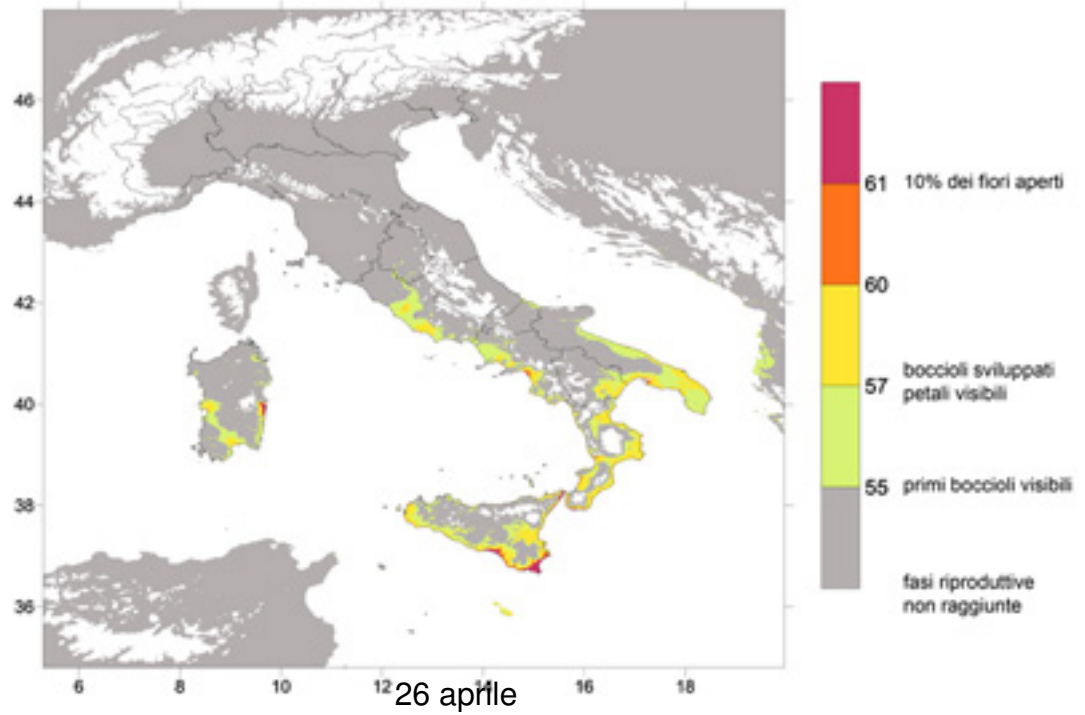 46
44
42
40
38
36
6 8 10 12 14 16 18
26 aprile
61 10% dei fiori aperti
60
boccioli sviluppati
57 petali visibili
55 primi boccioli visibili
fasi riproduttive
non raggiunte